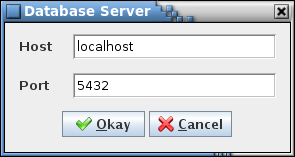 Database Server
Host localhost
Port 5432
Okay Cancel